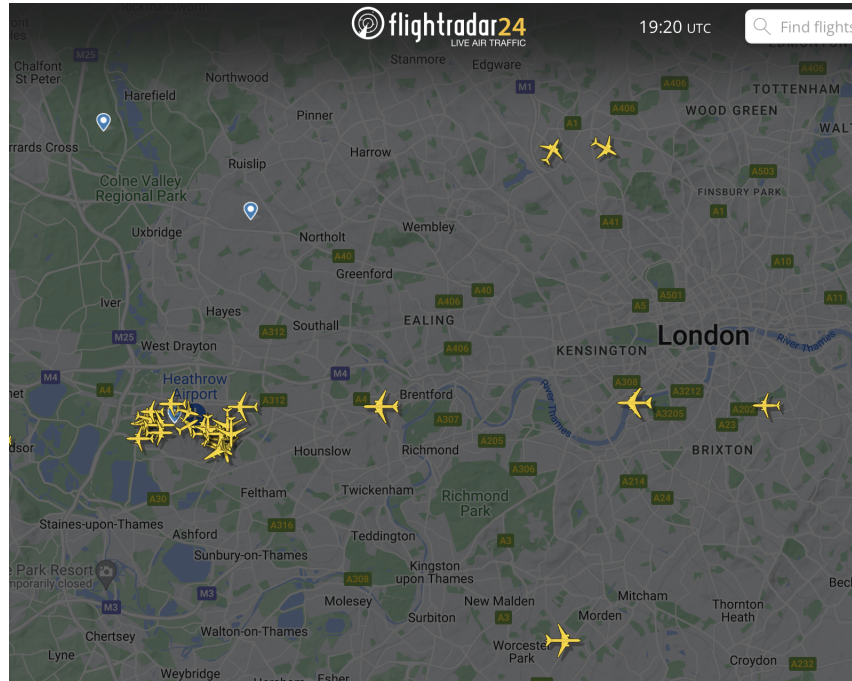 flightradar24
LIVE AIR TRAFFIC
19:20 UTC
Find flights
M25
Chalfont
St Peter
Northwood
Stanmore
Edgware
A406
Harefield
M1
A406
TOTTENHAM
WOOD GREEN
Pinner
A1
rrards Cross
Harrow
WAL
Ruislip
A503
Colne Valley
Regional Park
FINSBURY PARK
Uxbridge
Northolt
Wembley
A41
A1
A40
Greenford
A10
Iver
A406
A40
A501
A11
Hayes
A5
Southall
EALING
M25
A312
London
West Drayton
A406
KENSINGTON
River Thames
M4
Heathrow
Airport
M4
A308
A4
A312
A4
Brentford
A3212
River Thames
A3205
A202
A307
A23
dsor
Hounslow
Richmond
A205
BRIXTON
A306
A214
A30
Feltham
Twickenham
Richmond
Park
A24
Staines-upon-Thames
Ashford
A316
Teddington
A3
Sunbury-on-Thames
Kingston
upon Thames
e Park Resort
mporarily closed
A308
M3
Molesey
New Malden
Mitcham
M3
Surbiton
A3
Morden
Thornton
Heath
Chertsey
Walton-on-Thames
Worcester
Park
Lyne
Croydon
A232
Weybridge
Esher